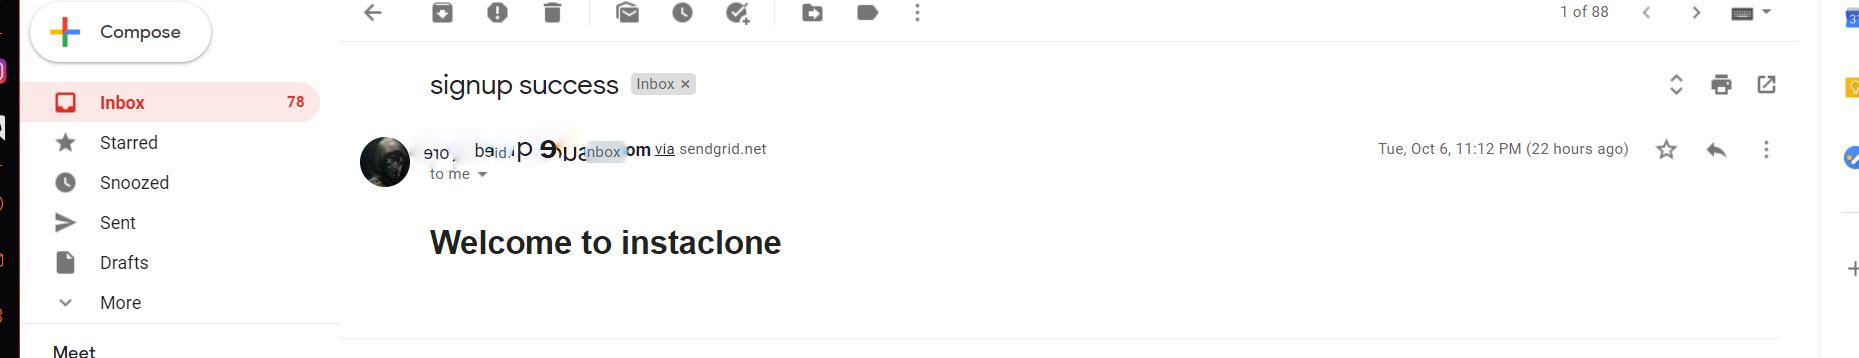 Compose
1 of 88
Inbox 78
Starred
Snoozed
Sent
Drafts
More
Meet
signup success Inbox ×
Inbox om via sendgrid.net Tue, Oct 6, 11:12 PM (22 hours ago)
to me
Welcome to instaclone